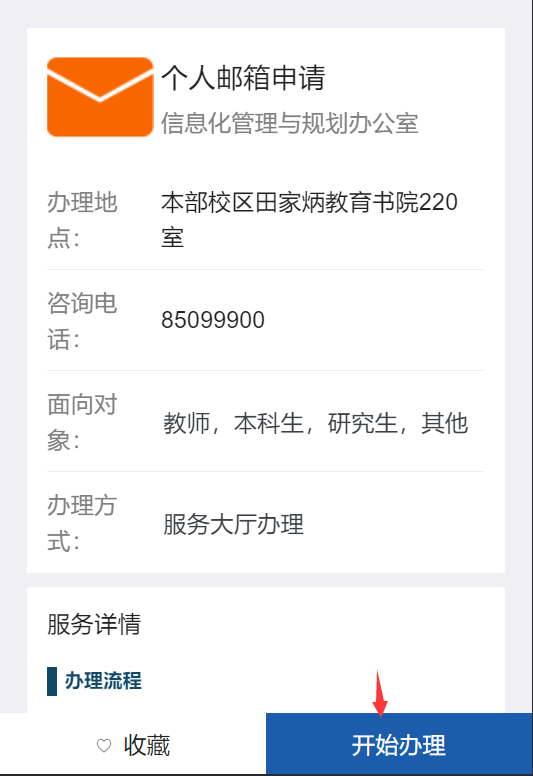 个人邮箱申请
信息化管理与规划办公室
办理地
点：
本部校区田家炳教育书院220
室
咨询电
话：
85099900
面向对
象：
教师，本科生，研究生，其他
办理方
式：
服务大厅办理
服务详情
办理流程
收藏
开始办理